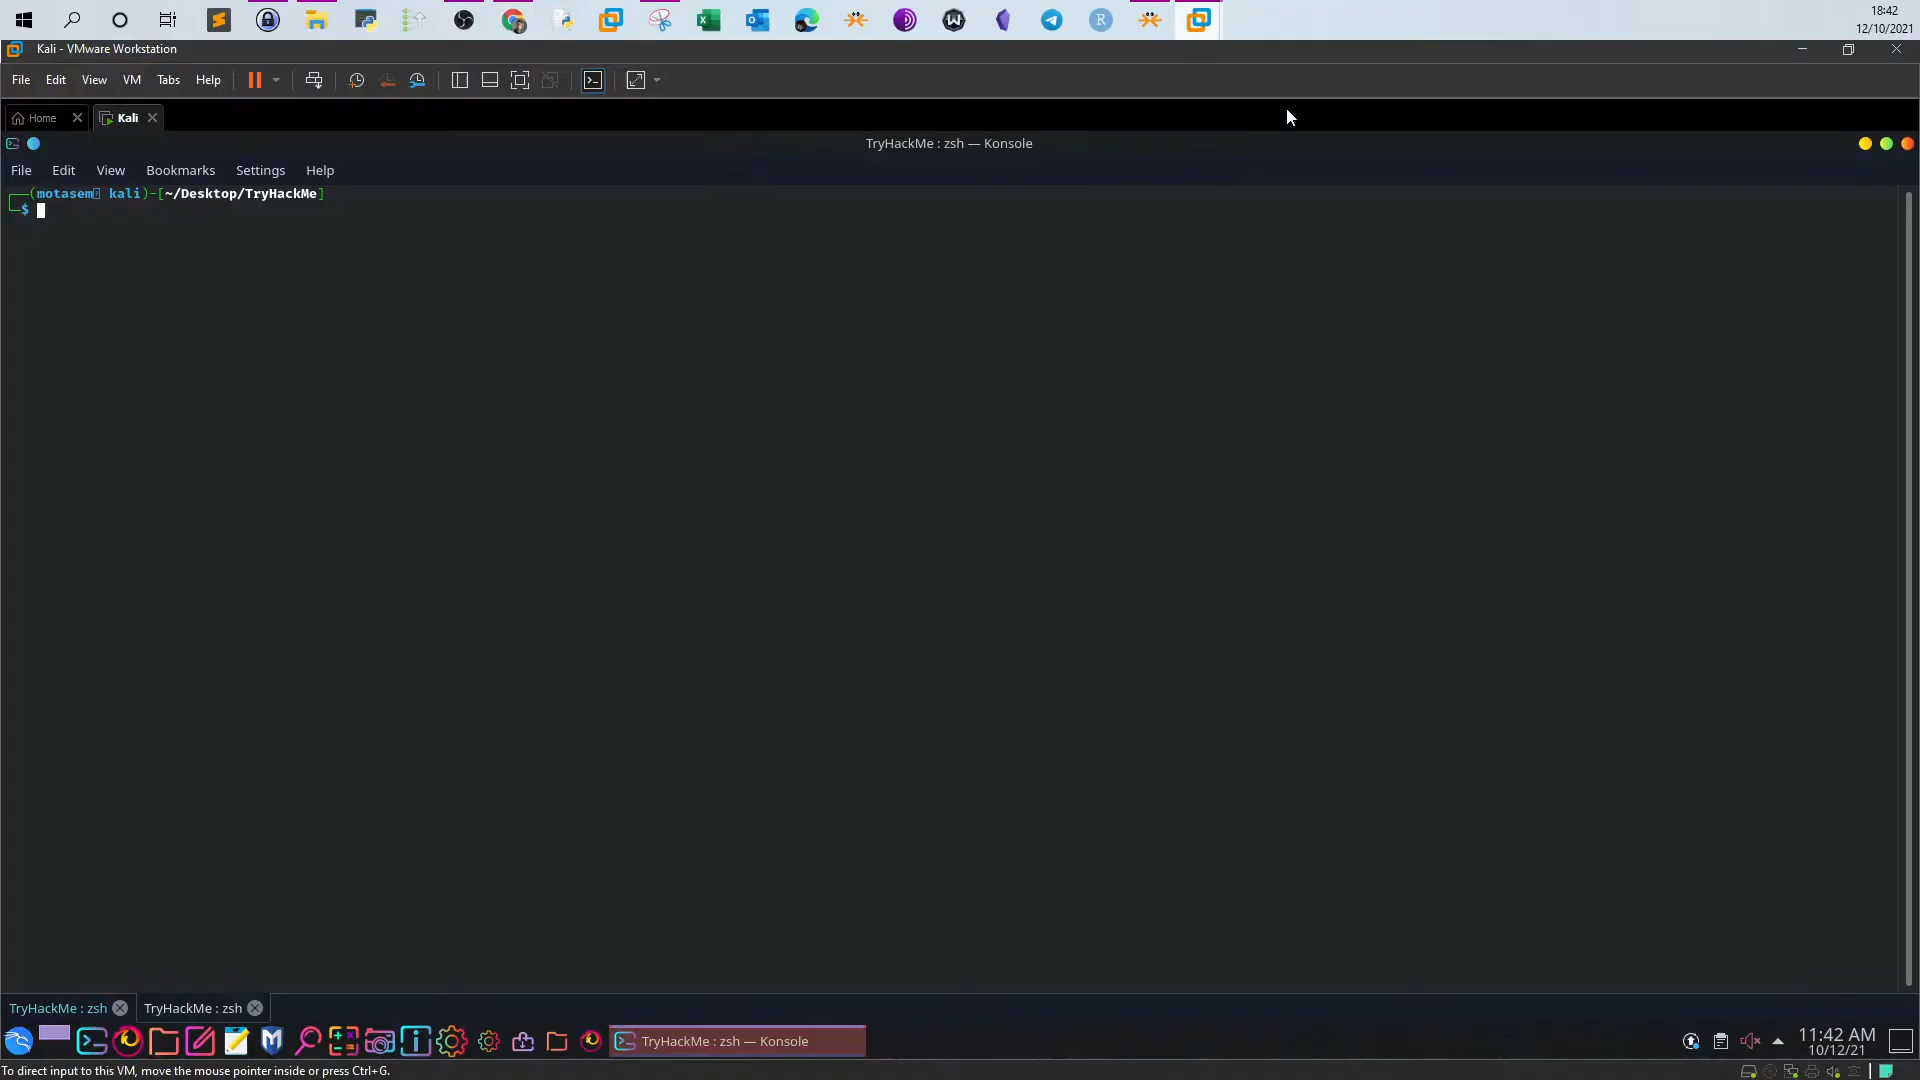 18:42
12/10/2021
Kali - VMware Workstation
File Edit View VM Tabs Help
Home Kali
TryHackMe : zsh — Konsole
File Edit View Bookmarks Settings Help
┌──(motasem kali)-[~/Desktop/TryHackMe]
└─$
TryHackMe : zsh TryHackMe : zsh
TryHackMe : zsh — Konsole
11:42 AM
10/12/21
To direct input to this VM, move the mouse pointer inside or press Ctrl+G.